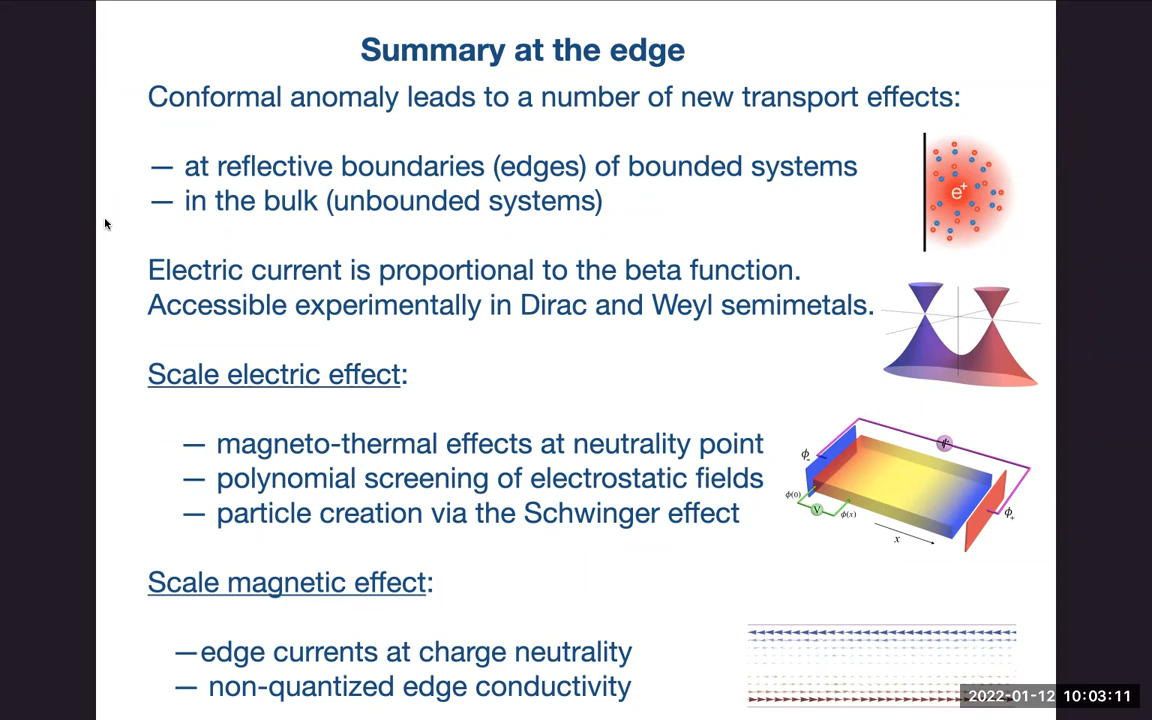 Summary at the edge
Conformal anomaly leads to a number of new transport effects:
— at reflective boundaries (edges) of bounded systems
— in the bulk (unbounded systems)
e+
Electric current is proportional to the beta function.
Accessible experimentally in Dirac and Weyl semimetals.
Scale electric effect:
— magneto-thermal effects at neutrality point
— polynomial screening of electrostatic fields
— particle creation via the Schwinger effect
ϕ-
ϕ(0)
V
ϕ(x)
x
ϕ+
Scale magnetic effect:
—edge currents at charge neutrality
— non-quantized edge conductivity
2022-01-12 10:03:11